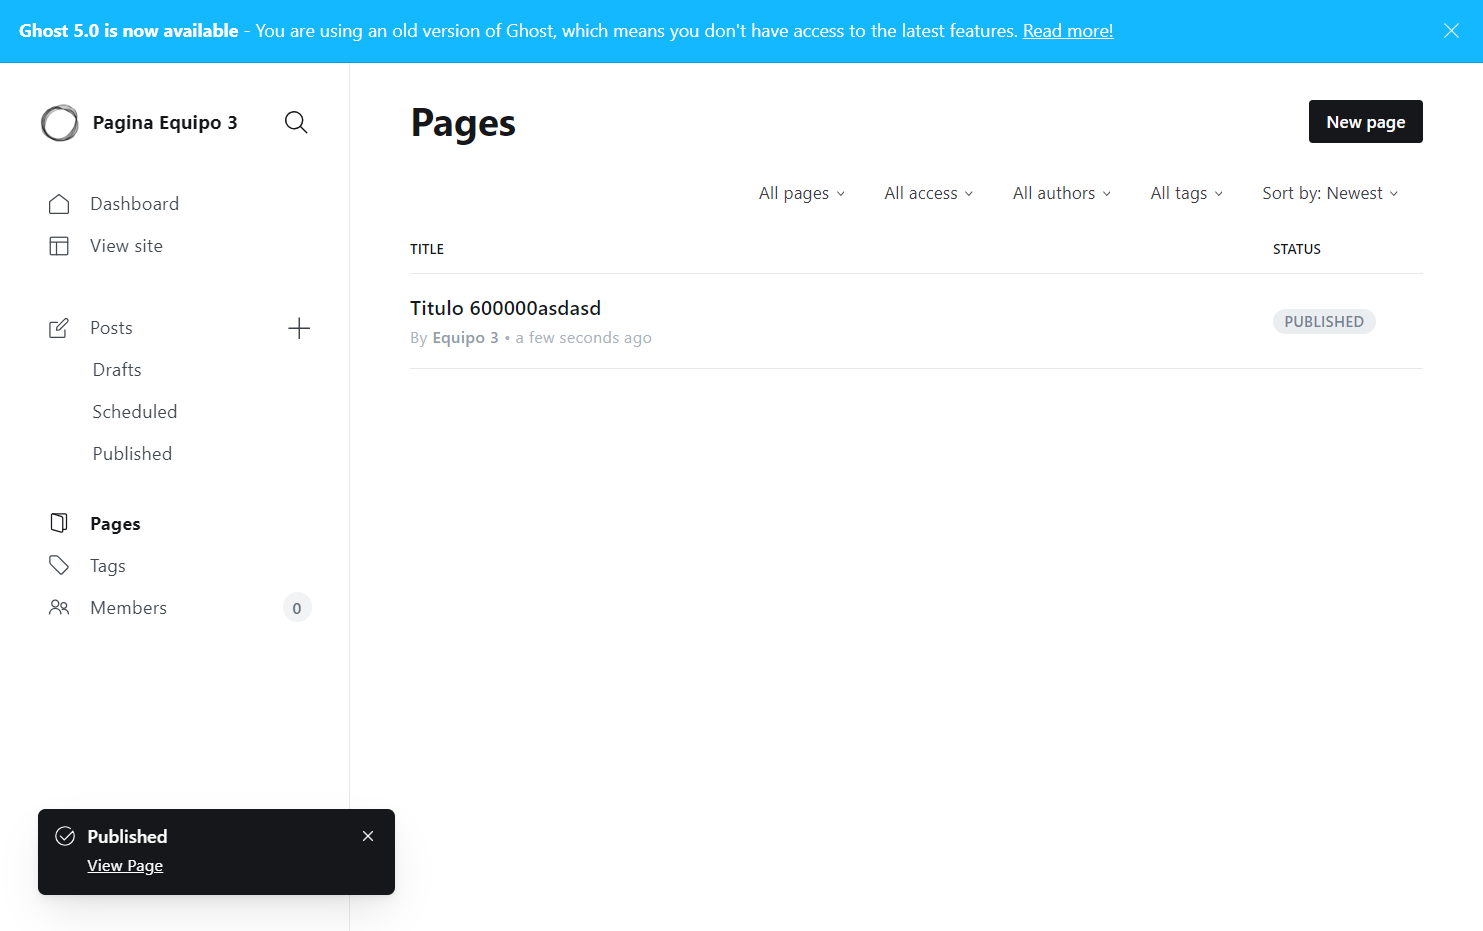 Ghost 5.0 is now available - You are using an old version of Ghost, which means you don't have access to the latest features. Read more!
Pagina Equipo 3
Dashboard
View site
Posts
Drafts
Scheduled
Published
Pages
Tags
Members 0
Pages
New page
All pages All access All authors All tags Sort by: Newest
TITLE STATUS
Titulo 600000asdasd
By Equipo 3 • a few seconds ago
PUBLISHED
Published
View Page